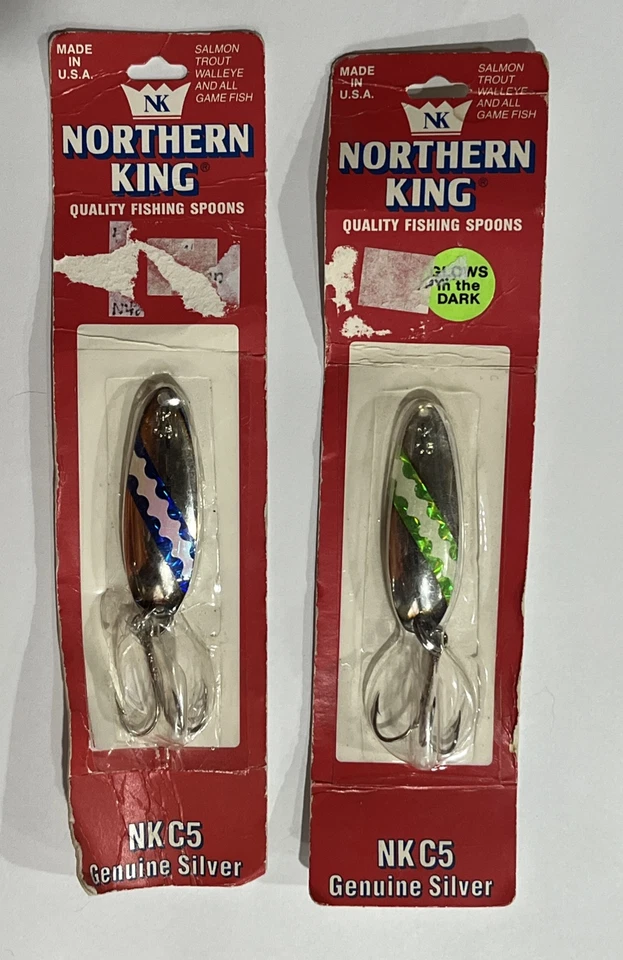 MADE
IN
U.S.A.
SALMON
TROUT
WALLEYE
AND ALL
GAME FISH
NK
NORTHERN
KING®
QUALITY FISHING SPOONS
NK C5
Genuine Silver
MADE
IN
U.S.A.
SALMON
TROUT
WALLEYE
AND ALL
GAME FISH
NK
NORTHERN
KING®
QUALITY FISHING SPOONS
GLOWS
in the
DARK
NK C5
Genuine Silver